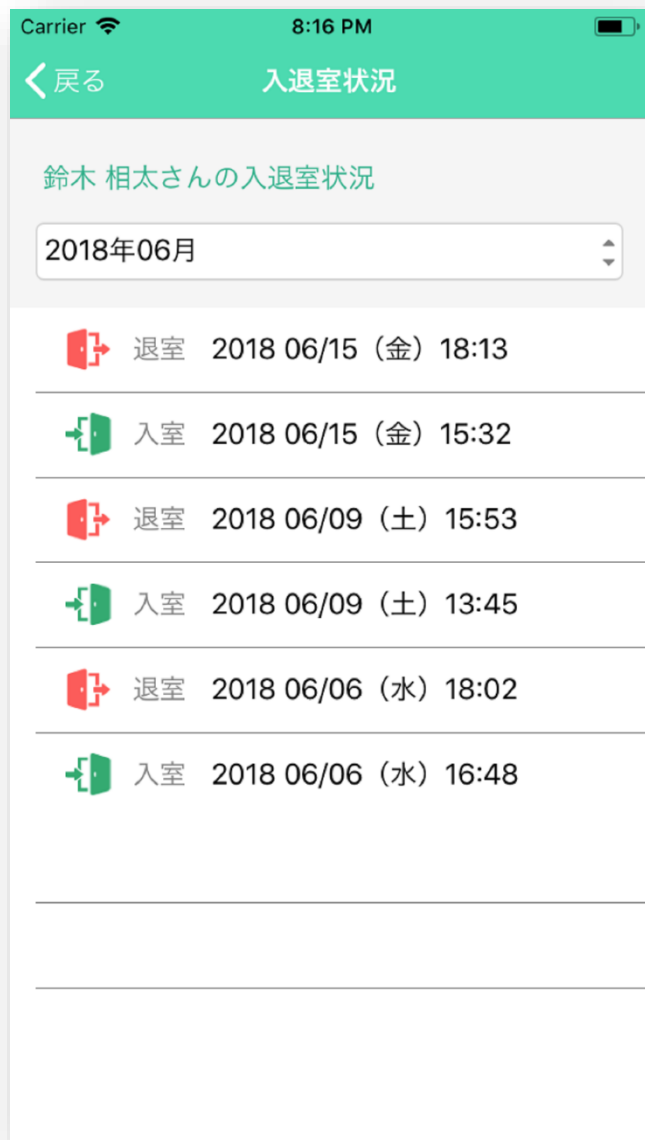 Carrier 8:16 PM
戻る 入退室状況
鈴木 相太さんの入退室状況
2018年06月
退室 2018 06/15（金）18:13
入室 2018 06/15（金）15:32
退室 2018 06/09（土）15:53
入室 2018 06/09（土）13:45
退室 2018 06/06（水）18:02
入室 2018 06/06（水）16:48